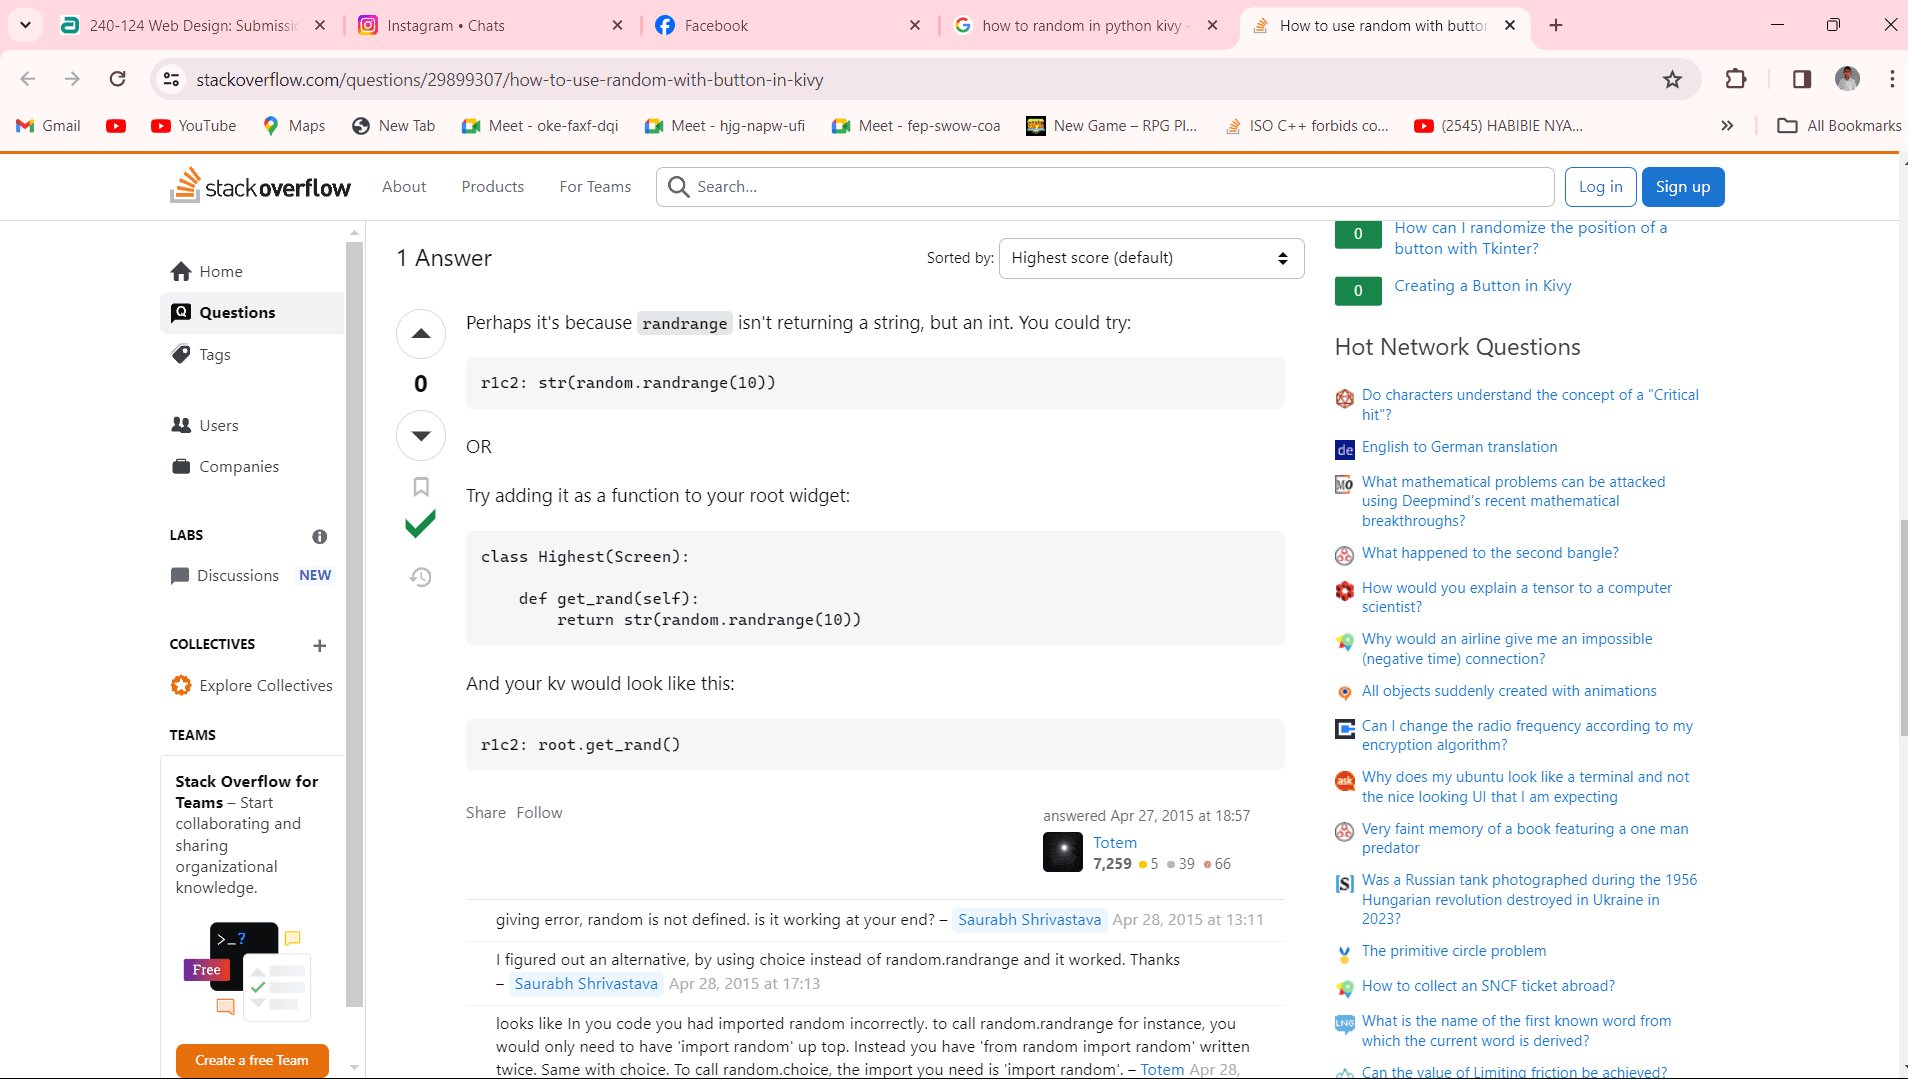 240-124 Web Design: Submissio
Instagram • Chats
Facebook
how to random in python kivy -
How to use random with button
stackoverflow.com/questions/29899307/how-to-use-random-with-button-in-kivy
Gmail
YouTube
Maps
New Tab
Meet - oke-faxf-dqi
Meet - hjg-napw-ufi
Meet - fep-swow-coa
New Game – RPG Pl...
ISO C++ forbids co...
(2545) HABIBIE NYA...
All Bookmarks
stackoverflow
About
Products
For Teams
Search...
Log in
Sign up
Home
Questions
Tags
Users
Companies
LABS
Discussions NEW
COLLECTIVES
Explore Collectives
TEAMS
Stack Overflow for
Teams – Start
collaborating and
sharing
organizational
knowledge.
>_?
Free
Create a free Team
1 Answer
Sorted by:
Highest score (default)
0
Perhaps it's because randrange isn't returning a string, but an int. You could try:
r1c2: str(random.randrange(10))
OR
Try adding it as a function to your root widget:
class Highest(Screen):
def get_rand(self):
return str(random.randrange(10))
And your kv would look like this:
r1c2: root.get_rand()
Share Follow
answered Apr 27, 2015 at 18:57
Totem
7,259 5 39 66
giving error, random is not defined. is it working at your end? – Saurabh Shrivastava Apr 28, 2015 at 13:11
I figured out an alternative, by using choice instead of random.randrange and it worked. Thanks
– Saurabh Shrivastava Apr 28, 2015 at 17:13
looks like In you code you had imported random incorrectly. to call random.randrange for instance, you
would only need to have 'import random' up top. Instead you have 'from random import random' written
twice. Same with choice. To call random.choice, the import you need is 'import random'. – Totem Apr 28,
0
How can I randomize the position of a
button with Tkinter?
0
Creating a Button in Kivy
Hot Network Questions
Do characters understand the concept of a "Critical
hit"?
de
English to German translation
MO
What mathematical problems can be attacked
using Deepmind's recent mathematical
breakthroughs?
What happened to the second bangle?
How would you explain a tensor to a computer
scientist?
Why would an airline give me an impossible
(negative time) connection?
All objects suddenly created with animations
Can I change the radio frequency according to my
encryption algorithm?
ask
Why does my ubuntu look like a terminal and not
the nice looking UI that I am expecting
Very faint memory of a book featuring a one man
predator
[S]
Was a Russian tank photographed during the 1956
Hungarian revolution destroyed in Ukraine in
2023?
The primitive circle problem
How to collect an SNCF ticket abroad?
LNG
What is the name of the first known word from
which the current word is derived?
Can the value of Limiting friction be achieved?